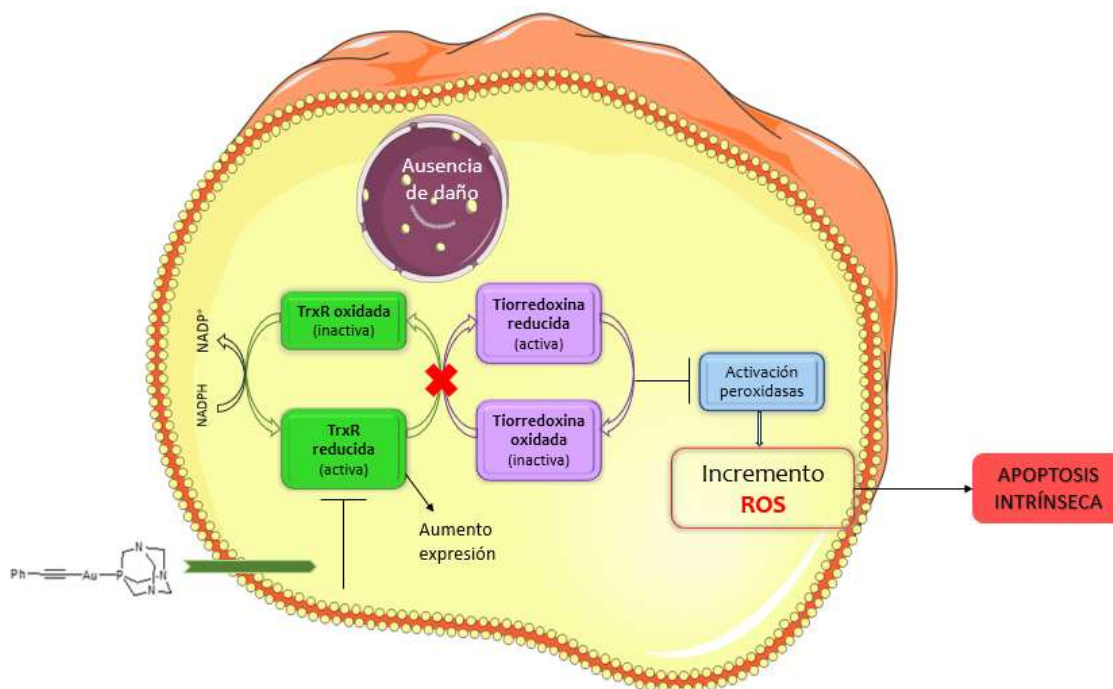 Ausencia
de daño
NADP⁺
NADPH
TrxR oxidada
(inactiva)
TrxR
reducida
(activa)
Tiorredoxina
reducida
(activa)
Tiorredoxina
oxidada
(inactiva)
Activación
peroxidasas
Incremento
ROS
APOPTOSIS
INTRÍNSECA
Aumento
expresión
Ph Au P N N N